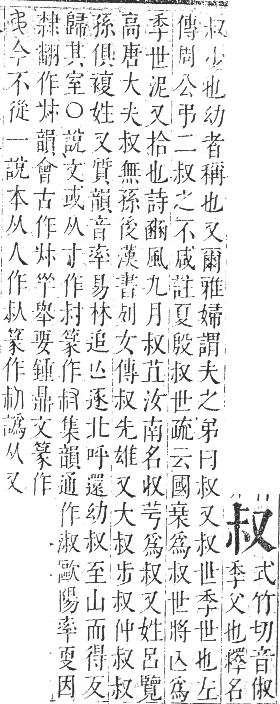 叔
式竹切音俶
季父也釋名
叔少也幼者稱也又爾雅婦謂夫之弟曰叔又叔世季世也左
傳周公弔二叔之不咸註夏殷叔世疏云國衰爲叔世將亾爲
季世泥又拾也詩豳風九月叔苴汝南名收芌爲叔又姓呂覽
高唐大夫叔無孫後漢書列女傳叔先雄又大叔步叔仲叔叔
孫俱複姓又質韻音率易林追亾逐北呼還幼叔至山而得反
歸其室○說文或从寸作村篆作集韻通作淑歐陽率更因
隸翻作韻會古作舉要鍾鼎文篆作
今不從一說本从人作篆作譌从又